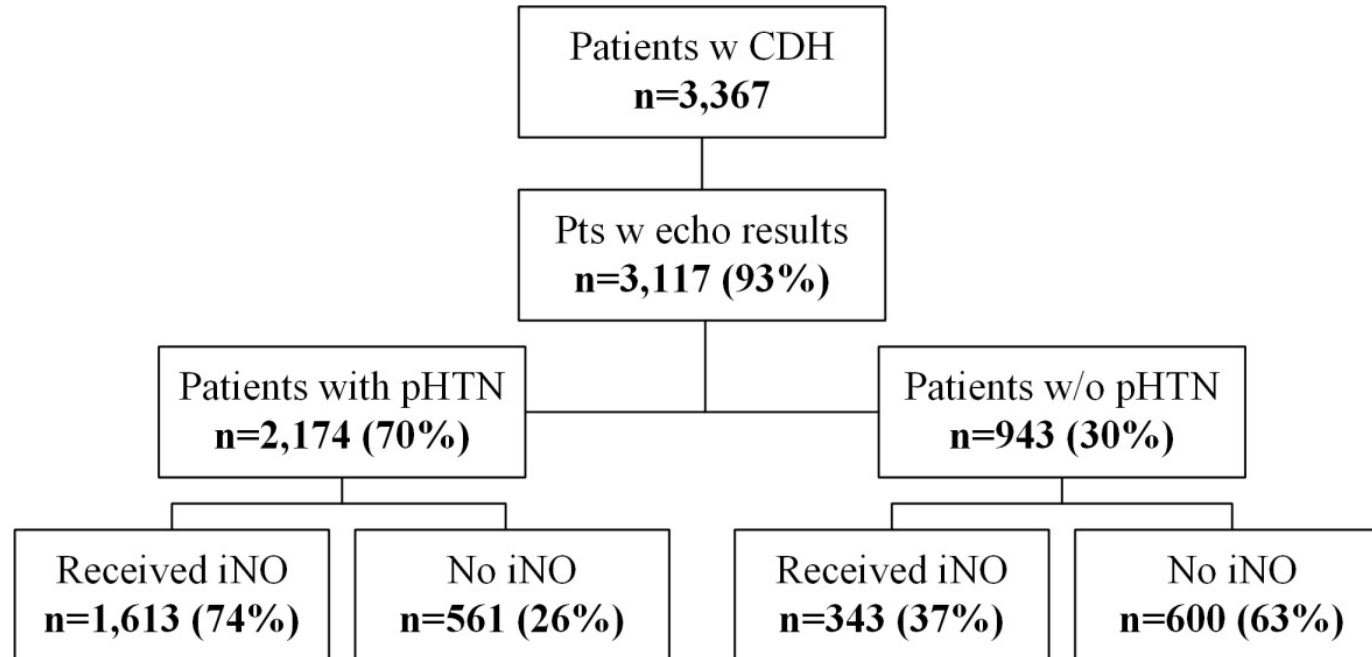 Patients w CDH
n=3,367
Pts w echo results
n=3,117 (93%)
Patients with pHTN
n=2,174 (70%)
Patients w/o pHTN
n=943 (30%)
Received iNO
n=1,613 (74%)
No iNO
n=561 (26%)
Received iNO
n=343 (37%)
No iNO
n=600 (63%)